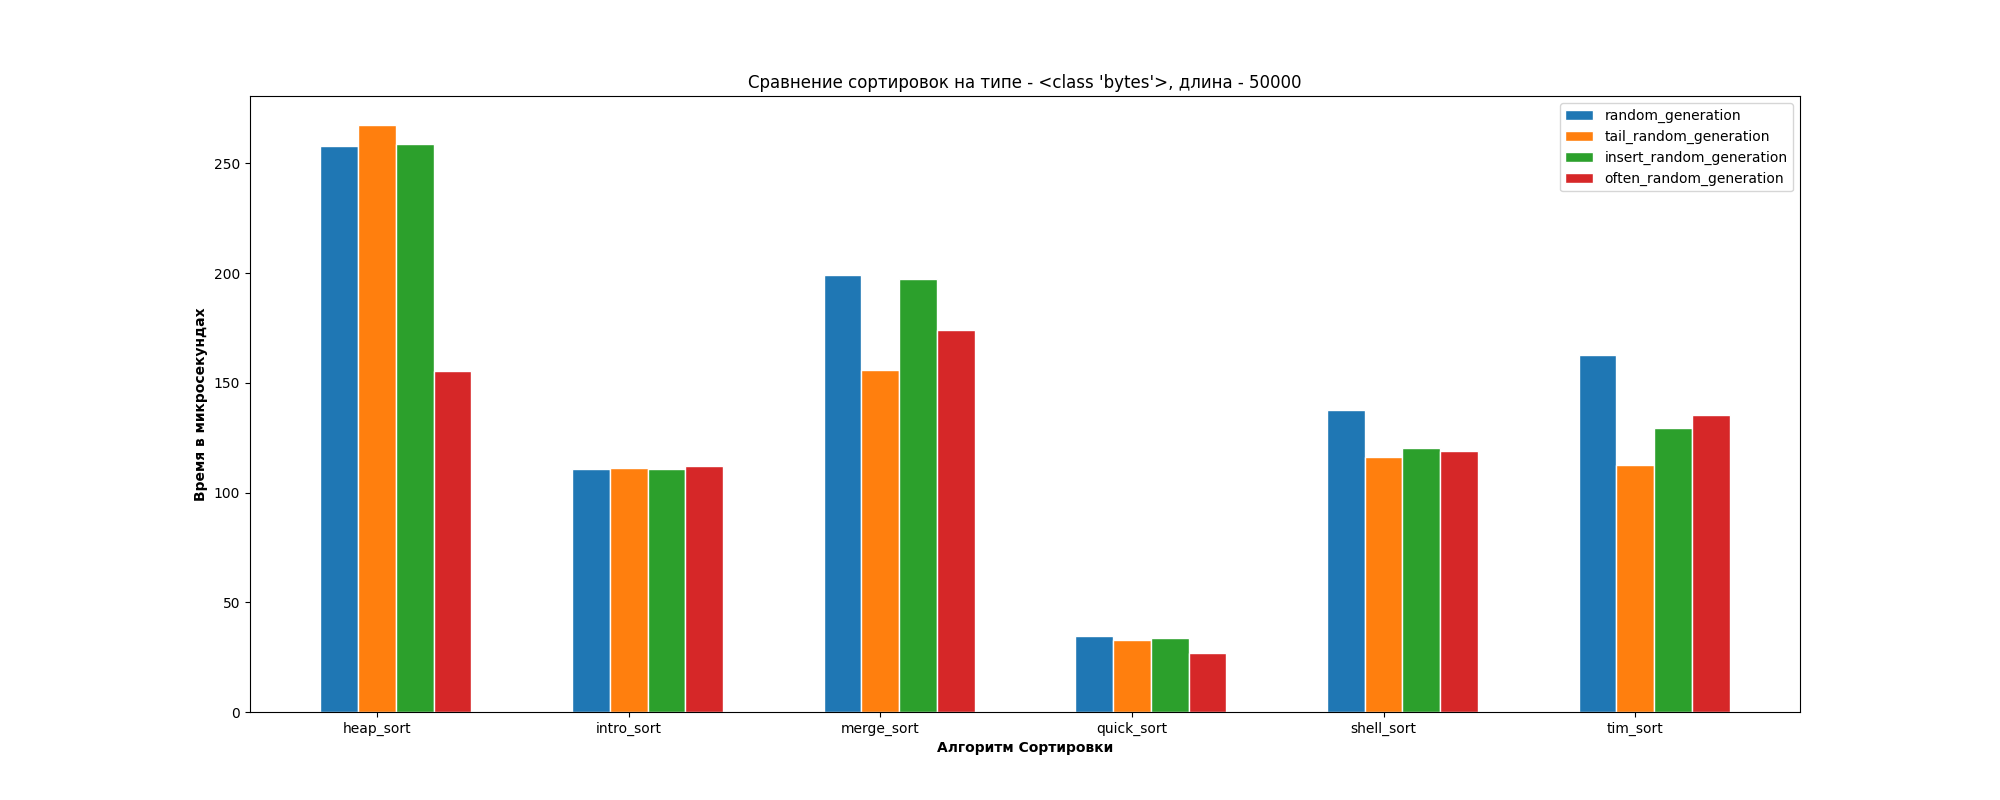 Сравнение сортировок на типе - <class 'bytes'>, длина - 50000
random_generation
tail_random_generation
insert_random_generation
often_random_generation
Время в микросекундах
250
200
150
100
50
0
heap_sort
intro_sort
merge_sort
quick_sort
shell_sort
tim_sort
Алгоритм Сортировки